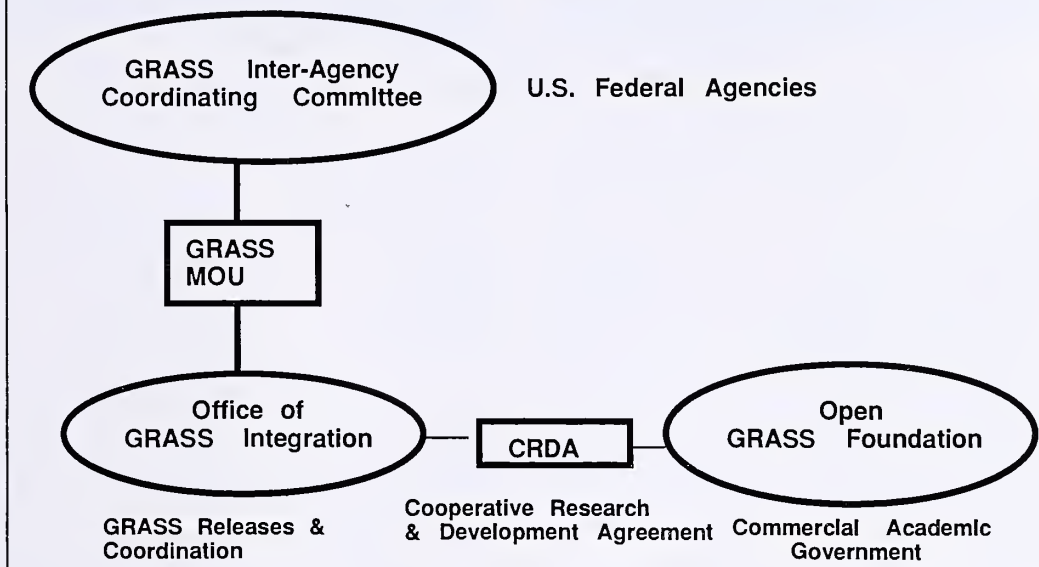 GRASS Inter-Agency
Coordinating Committee
U.S. Federal Agencies
GRASS
MOU
Office of
GRASS Integration
CRDA
Open
GRASS Foundation
GRASS Releases &
Coordination
Cooperative Research
& Development Agreement
Commercial Academic
Government